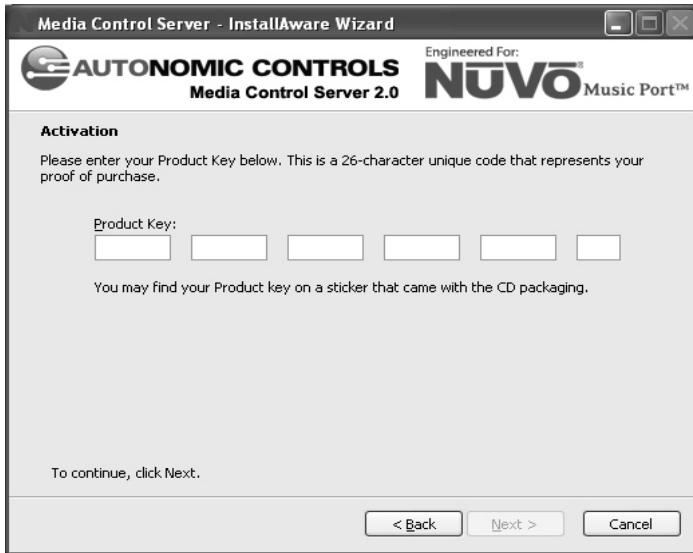 Media Control Server - InstallAware Wizard
AUTONOMIC CONTROLS
Media Control Server 2.0
Engineered For:
NŪVŌ® Music Port™
Activation
Please enter your Product Key below. This is a 26-character unique code that represents your
proof of purchase.
Product Key:
You may find your Product key on a sticker that came with the CD packaging.
To continue, click Next.
< Back
Next >
Cancel